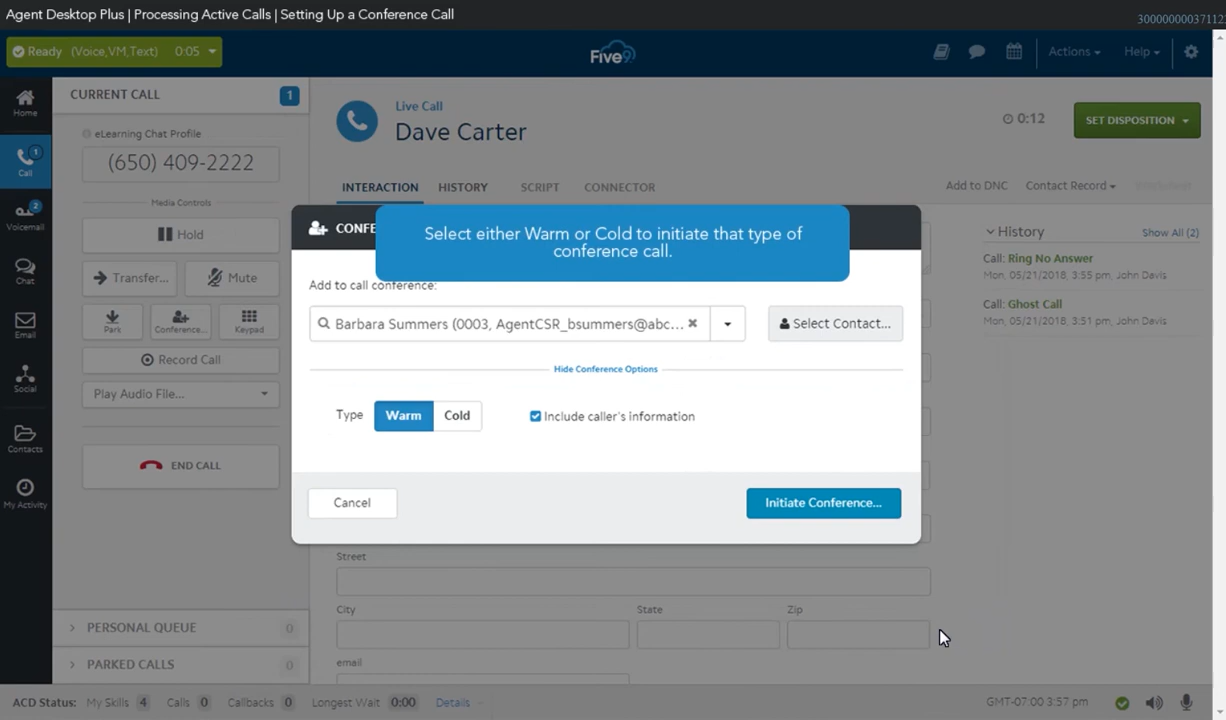 Agent Desktop Plus | Processing Active Calls | Setting Up a Conference Call
30000000037112
Ready (Voice,VM,Text) 0:05
Five9
Actions
Help
Home
Call
1
Voicemail
2
Chat
Email
Social
Contacts
My Activity
CURRENT CALL
1
eLearning Chat Profile
(650) 409-2222
Media Controls
Hold
Transfer...
Mute
Park
Conference...
Keypad
Record Call
Play Audio File...
END CALL
PERSONAL QUEUE 0
PARKED CALLS 0
Live Call
Dave Carter
0:12
SET DISPOSITION
INTERACTION
HISTORY
SCRIPT
CONNECTOR
Add to DNC
Contact Record
CONFE
Select either Warm or Cold to initiate that type of
conference call.
Add to call conference:
Barbara Summers (0003, AgentCSR_bsummers@abc...
Select Contact...
Hide Conference Options
Type
Warm
Cold
Include caller's information
Cancel
Initiate Conference...
History
Show All (2)
Call: Ring No Answer
Mon, 05/21/2018, 3:55 pm, John Davis
Call: Ghost Call
Mon, 05/21/2018, 3:51 pm, John Davis
Street
City
State
Zip
email
ACD Status: My Skills 4 Calls 0 Callbacks 0 Longest Wait 0:00 Details
GMT-07:00 3:57 pm